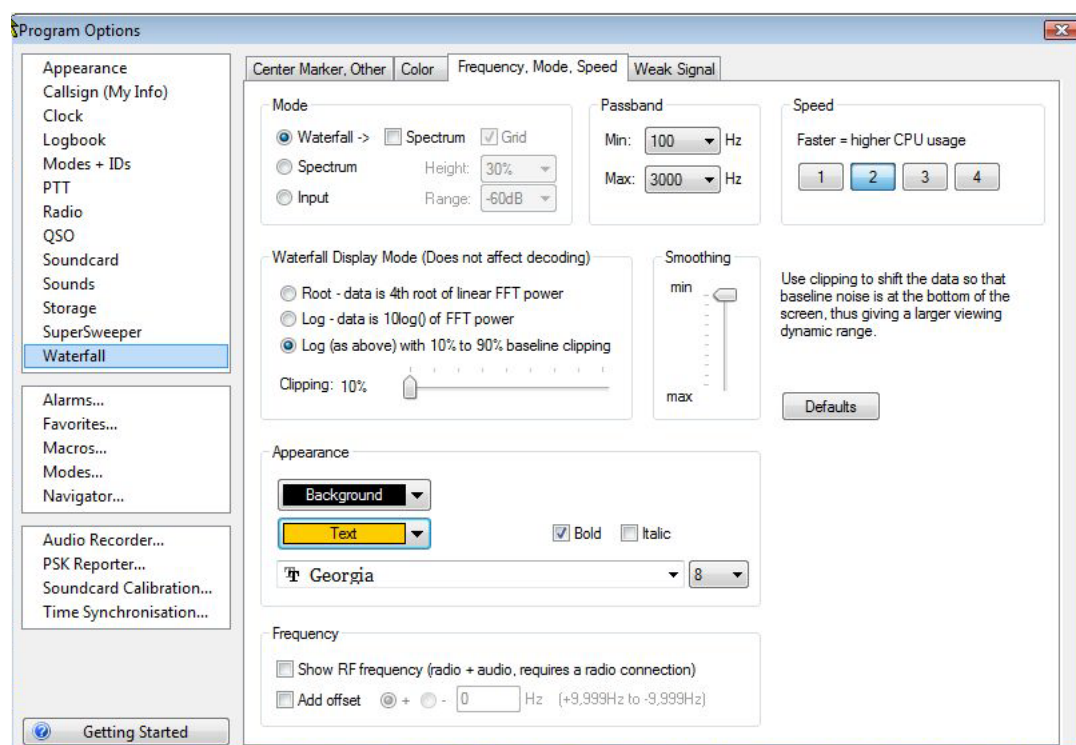 Program Options
Appearance
Callsign (My Info)
Clock
Logbook
Modes + IDs
PTT
Radio
QSO
Soundcard
Sounds
Storage
SuperSweeper
Waterfall
Alarms...
Favorites...
Macros...
Modes...
Navigator...
Audio Recorder...
PSK Reporter...
Soundcard Calibration...
Time Synchronisation...
Getting Started
Center Marker, Other Color Frequency, Mode, Speed Weak Signal
Mode
Waterfall -> Spectrum Grid
Spectrum Height: 30%
Input Range: -60dB
Passband
Min: 100 Hz
Max: 3000 Hz
Speed
Faster = higher CPU usage
1 2 3 4
Waterfall Display Mode (Does not affect decoding)
Root - data is 4th root of linear FFT power
Log - data is 10log() of FFT power
Log (as above) with 10% to 90% baseline clipping
Clipping: 10%
Smoothing
min
max
Use clipping to shift the data so that
baseline noise is at the bottom of the
screen, thus giving a larger viewing
dynamic range.
Defaults
Appearance
Background
Text Bold Italic
Georgia 8
Frequency
Show RF frequency (radio + audio, requires a radio connection)
Add offset + - 0 Hz (+9,999Hz to -9,999Hz)